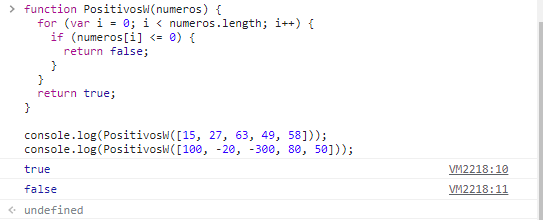 function PositivosW(numeros) {
for (var i = 0; i < numeros.length; i++) {
if (numeros[i] <= 0) {
return false;
}
}
return true;
}
console.log(PositivosW([15, 27, 63, 49, 58]));
console.log(PositivosW([100, -20, -300, 80, 50]));
true VM2218:10
false VM2218:11
undefined